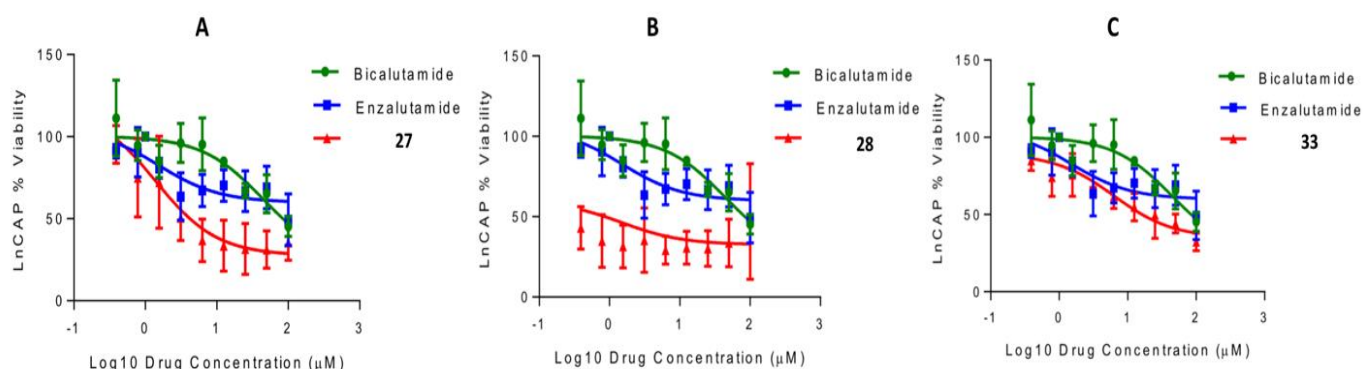 A
150
100
50
0
-1 0 1 2 3
LnCAP % Viability
Log10 Drug Concentration (µM)
Bicalutamide
Enzalutamide
27
B
150
100
50
0
-1 0 1 2 3
LnCAP % Viability
Log10 Drug Concentration (µM)
Bicalutamide
Enzalutamide
28
C
150
100
50
0
-1 0 1 2 3
LnCAP % Viability
Log10 Drug Concentration (µM)
Bicalutamide
Enzalutamide
33